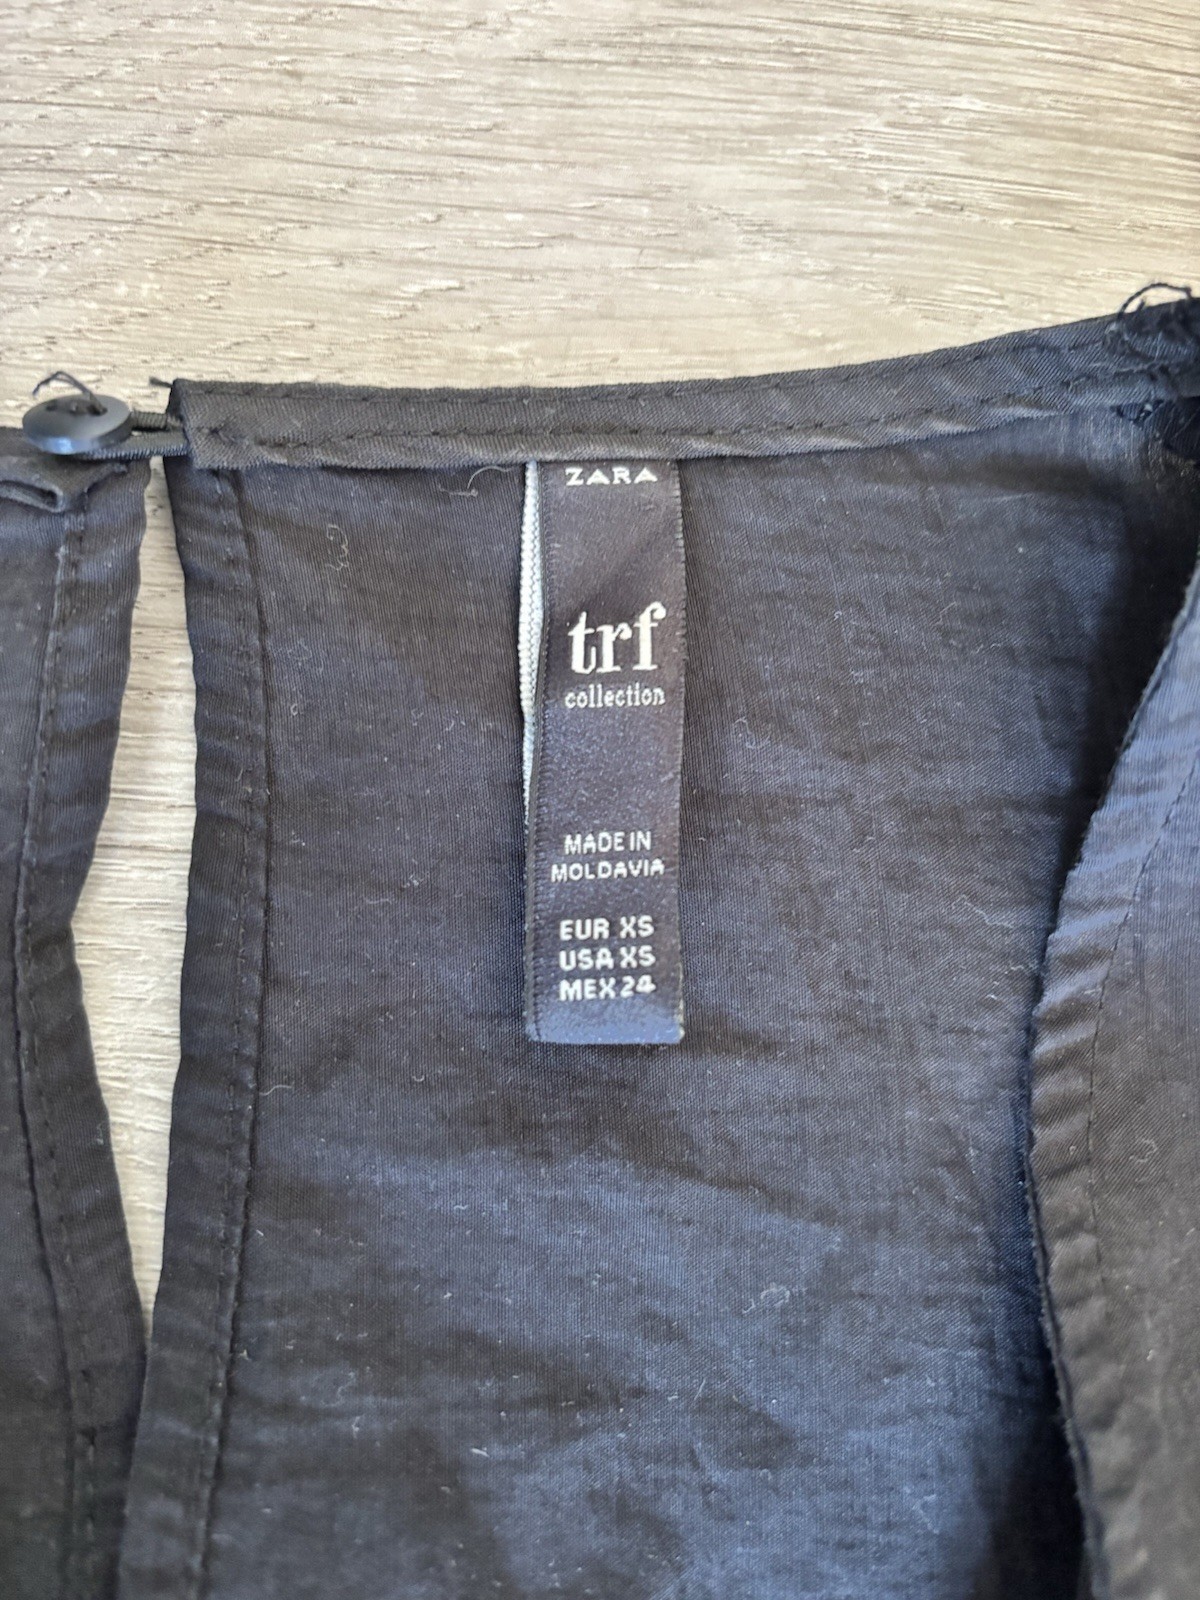 ZARA
trf
collection
MADE IN
MOLDAVIA
EUR XS
USA XS
MEX 24